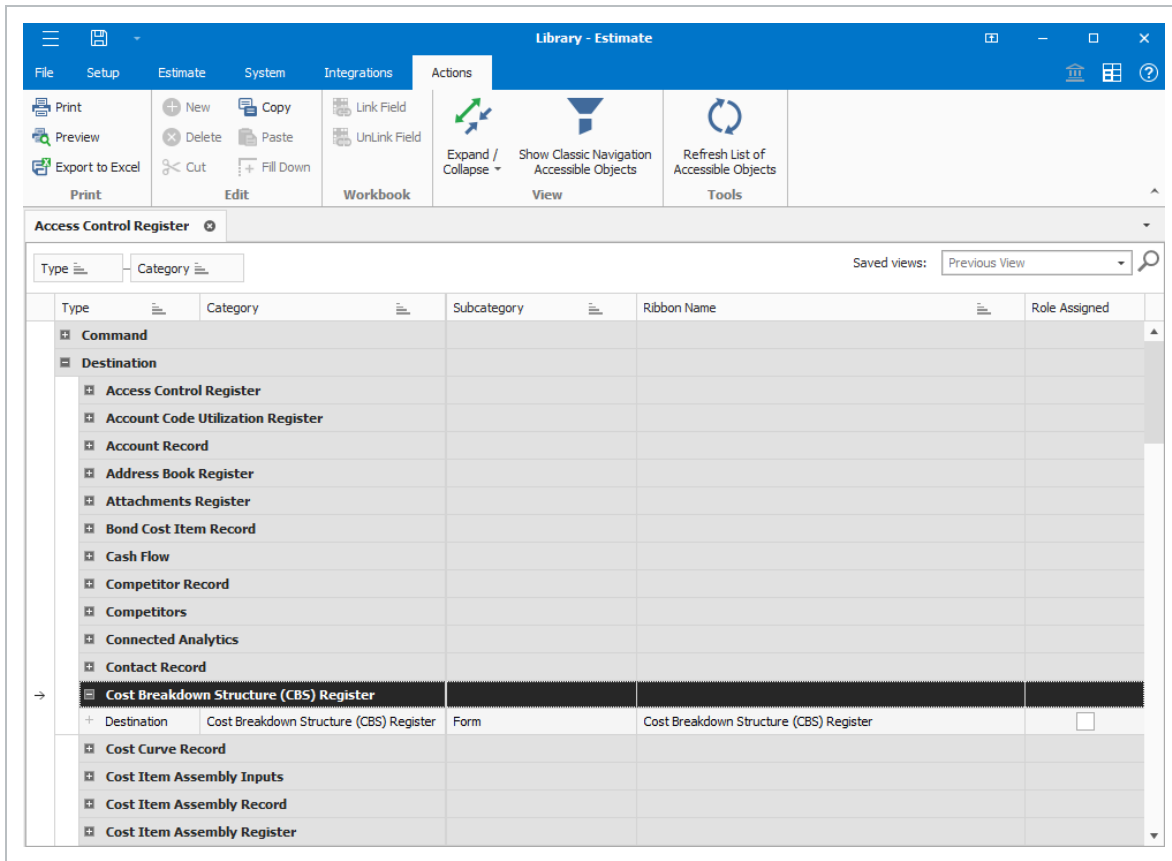 Library - Estimate
File Setup Estimate System Integrations Actions
Print New Copy Link Field
Preview Delete Paste UnLink Field
Export to Excel Cut Fill Down
Expand / Collapse
Show Classic Navigation Accessible Objects
Refresh List of Accessible Objects
Print Edit Workbook View Tools
Access Control Register
Type Category Saved views: Previous View
Type Category Subcategory Ribbon Name Role Assigned
Command
Destination
Access Control Register
Account Code Utilization Register
Account Record
Address Book Register
Attachments Register
Bond Cost Item Record
Cash Flow
Competitor Record
Competitors
Connected Analytics
Contact Record
Cost Breakdown Structure (CBS) Register
Destination Cost Breakdown Structure (CBS) Register Form Cost Breakdown Structure (CBS) Register
Cost Curve Record
Cost Item Assembly Inputs
Cost Item Assembly Record
Cost Item Assembly Register